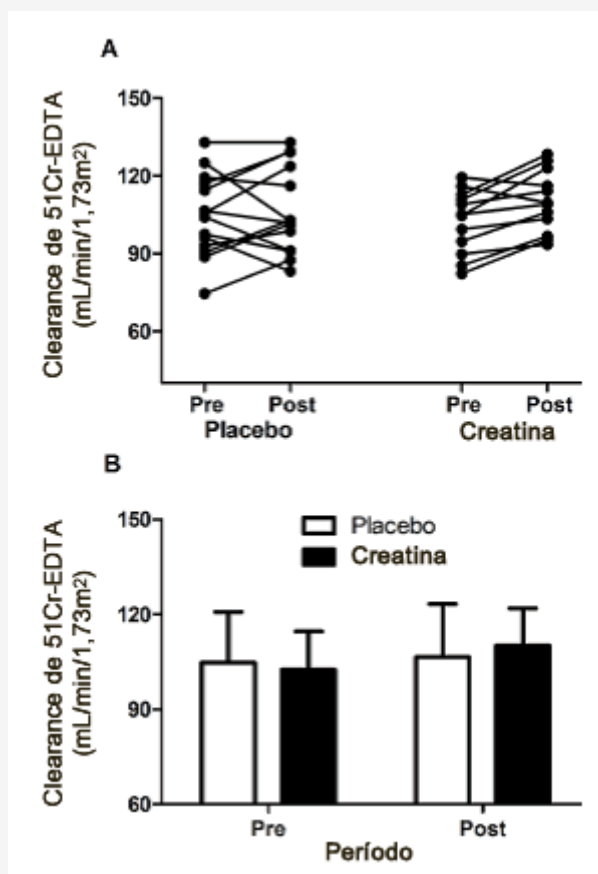 A
Clearance de 51Cr-EDTA
(mL/min/1,73m2)
150
120
90
60
Pre Post Pre Post
Placebo Creatina
B
Clearance de 51Cr-EDTA
(mL/min/1,73m2)
150
120
90
60
Placebo
Creatina
Pre Post
Período